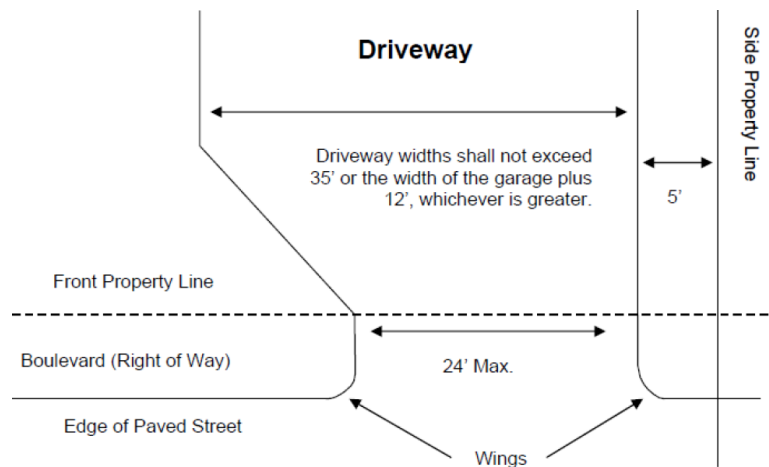 Driveway
Side Property Line
Driveway widths shall not exceed
35’ or the width of the garage plus
12’, whichever is greater.
5’
Front Property Line
Boulevard (Right of Way)
24’ Max.
Edge of Paved Street
Wings